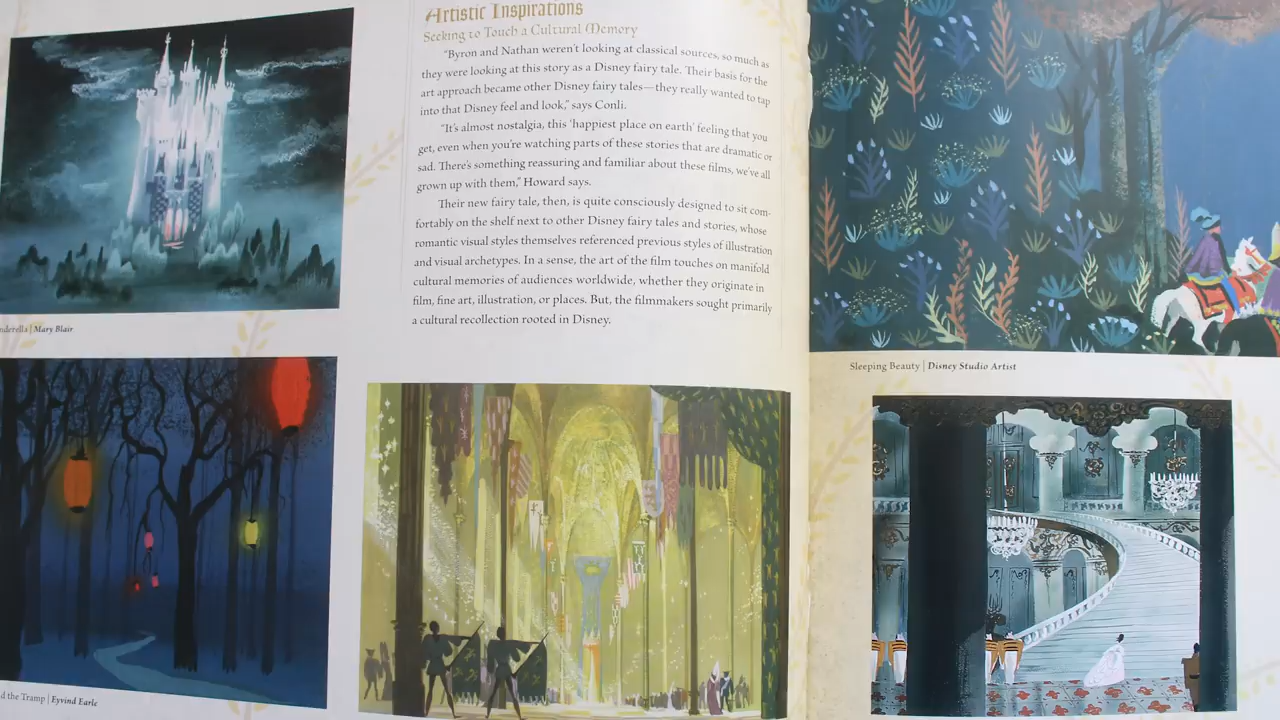 Artistic Inspirations
Seeking to Touch a Cultural Memory
"Byron and Nathan weren't looking at classical sources, so much as
they were looking at this story as a Disney fairy tale. Their basis for the
art approach became other Disney fairy tales—they really wanted to tap
into that Disney feel and look," says Conli.
"It's almost nostalgia, this 'happiest place on earth' feeling that you
get, even when you're watching parts of these stories that are dramatic or
sad. There's something reassuring and familiar about these films, we've all
grown up with them," Howard says.
Their new fairy tale, then, is quite consciously designed to sit com-
fortably on the shelf next to other Disney fairy tales and stories, whose
romantic visual styles themselves referenced previous styles of illustration
and visual archetypes. In a sense, the art of the film touches on manifold
cultural memories of audiences worldwide, whether they originate in
film, fine art, illustration, or places. But, the filmmakers sought primarily
a cultural recollection rooted in Disney.
nderella | Mary Blair
d the Tramp | Eyvind Earle
Sleeping Beauty | Disney Studio Artist